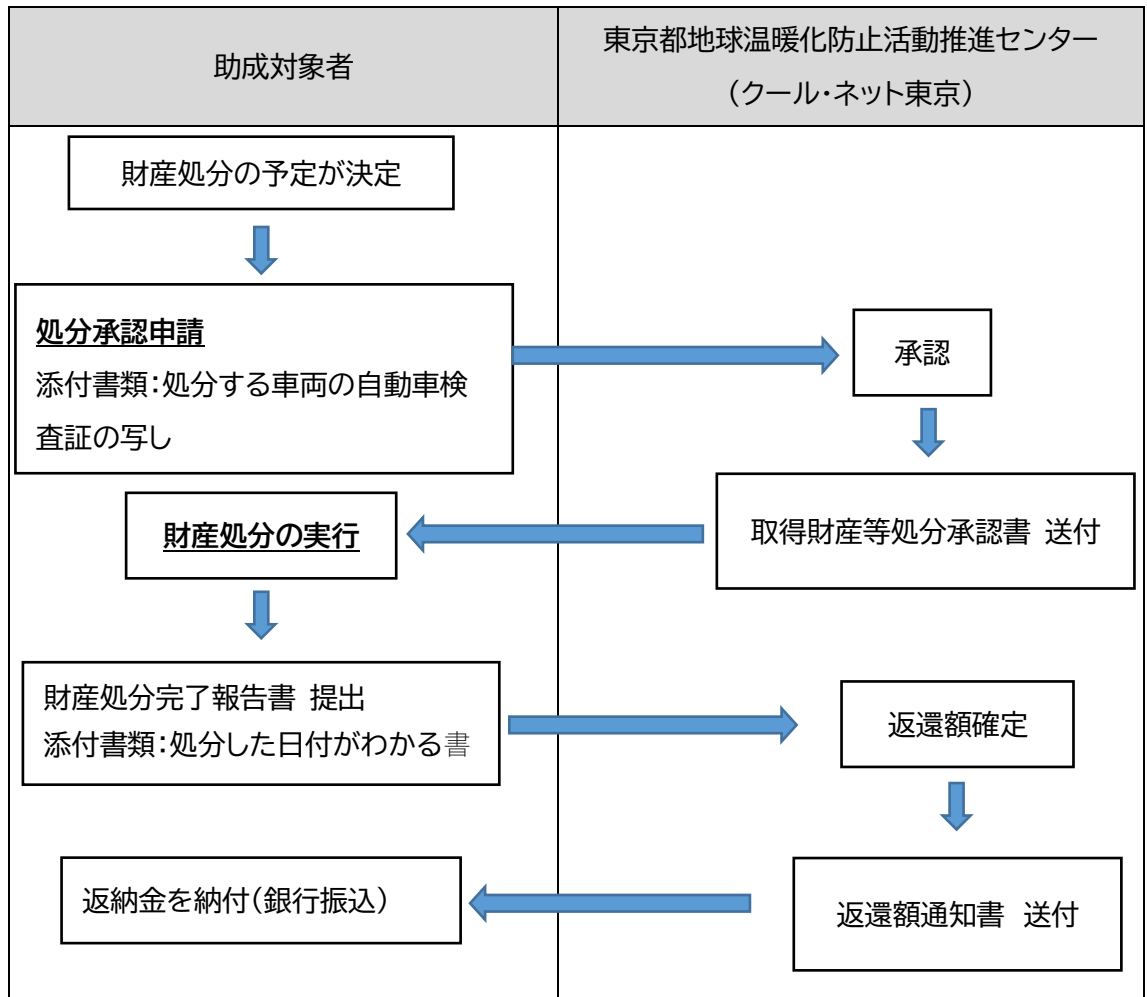 助成対象者
東京都地球温暖化防止活動推進センター
(クール・ネット東京)
財産処分の予定が決定
処分承認申請
添付書類:処分する車両の自動車検
査証の写し
承認
取得財産等処分承認書 送付
財産処分の実行
財産処分完了報告書 提出
添付書類:処分した日付がわかる書
返還額確定
返還額通知書 送付
返納金を納付(銀行振込)